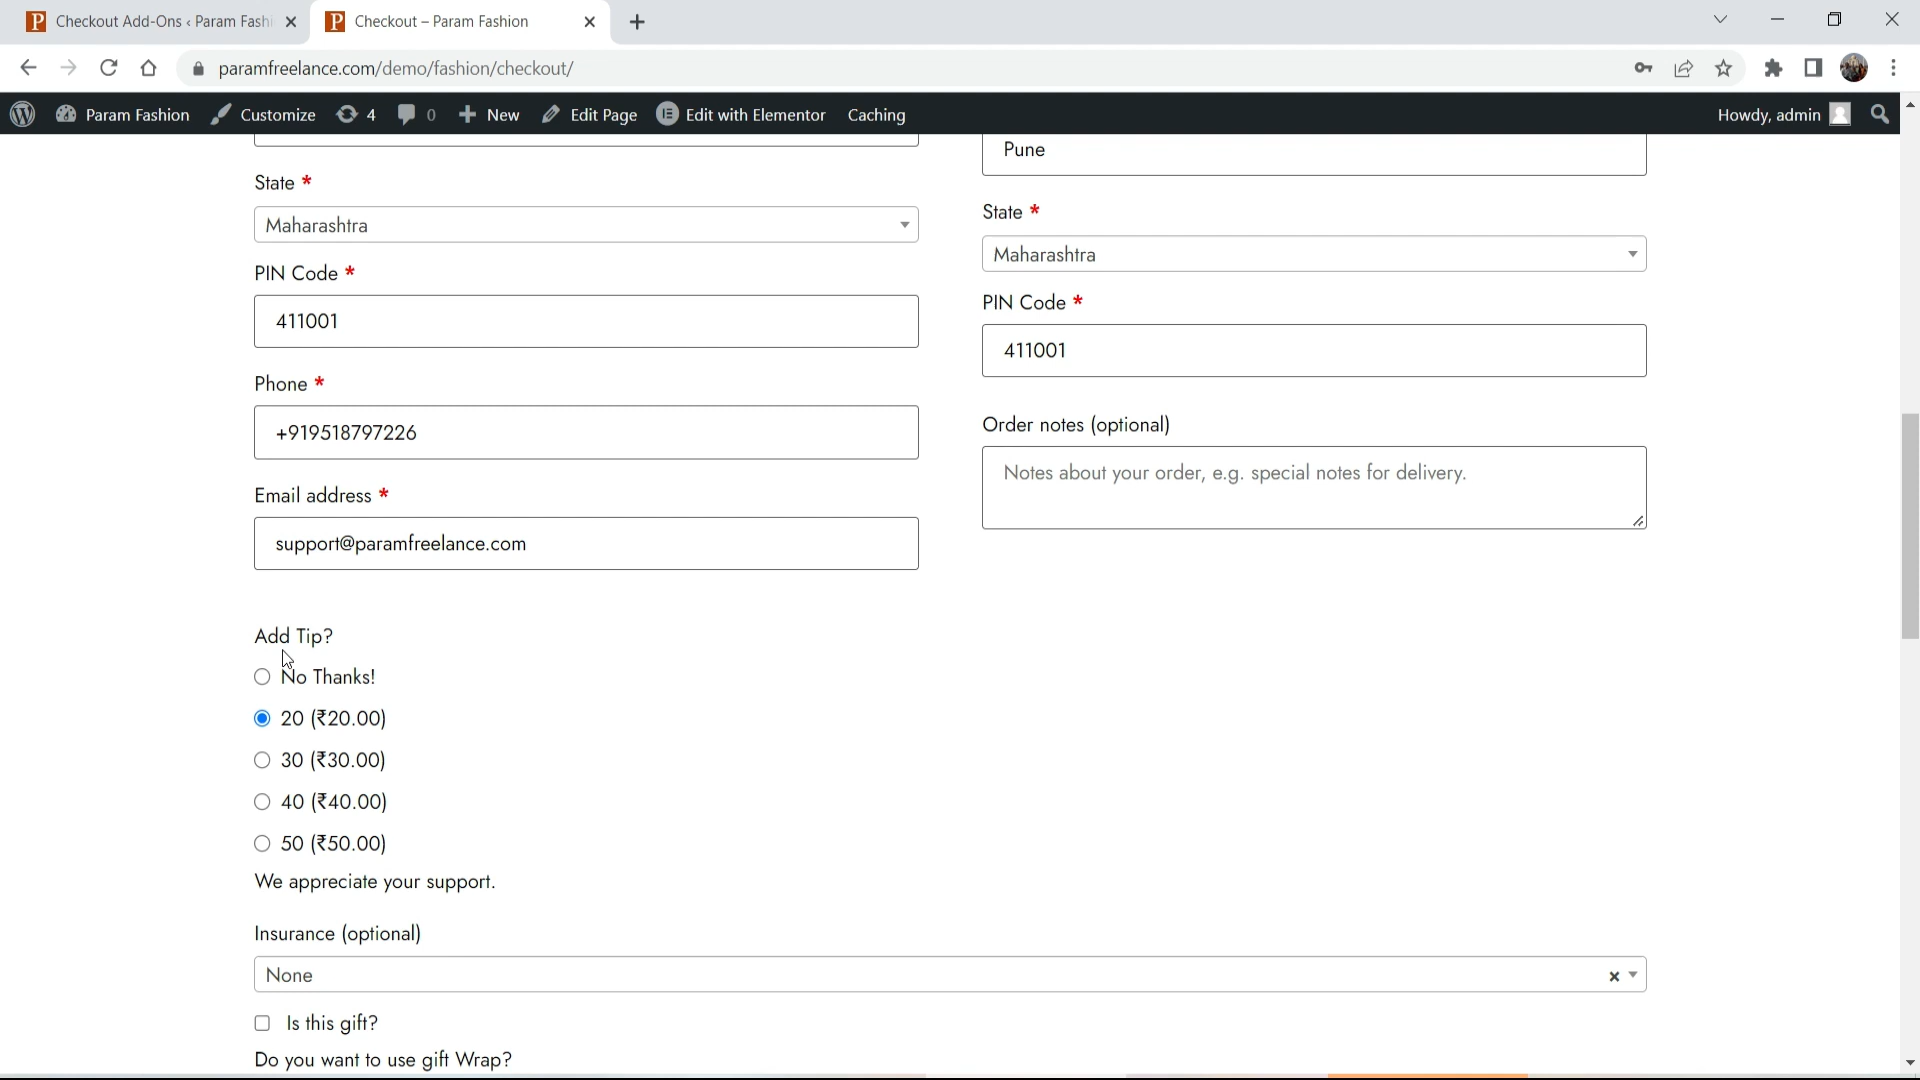 Checkout Add-Ons ‹ Param Fashi
Checkout – Param Fashion
paramfreelance.com/demo/fashion/checkout/
Param Fashion
Customize
4
0
New
Edit Page
Edit with Elementor
Caching
Howdy, admin
State *
Maharashtra
PIN Code *
411001
Phone *
+919518797226
Email address *
support@paramfreelance.com
Pune
State *
Maharashtra
PIN Code *
411001
Order notes (optional)
Notes about your order, e.g. special notes for delivery.
Add Tip?
No Thanks!
20 (₹20.00)
30 (₹30.00)
40 (₹40.00)
50 (₹50.00)
We appreciate your support.
Insurance (optional)
None
Is this gift?
Do you want to use gift Wrap?